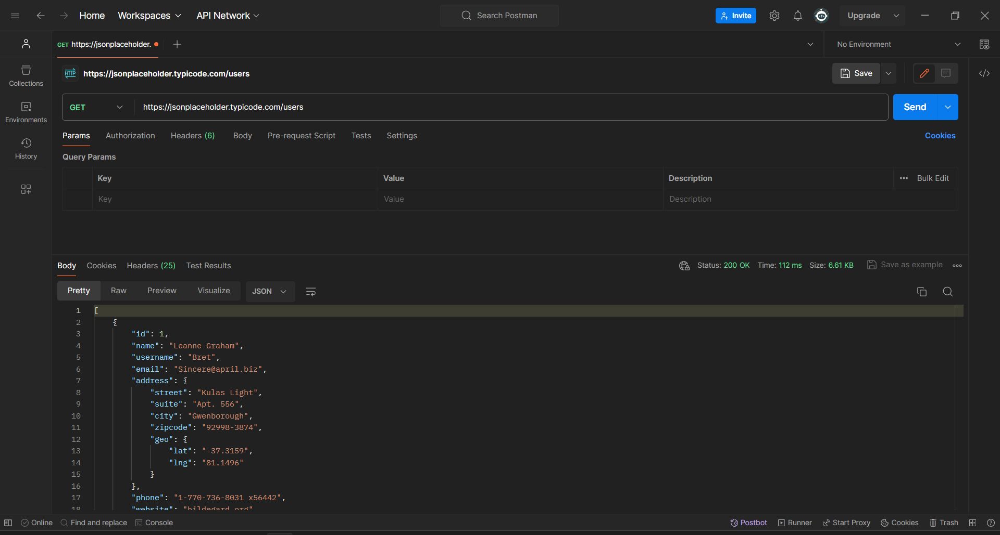 Home Workspaces API Network Search Postman Invite Upgrade
GET https://jsonplaceholder. No Environment
HTTP https://jsonplaceholder.typicode.com/users Save
Collections
Environments
History
GET https://jsonplaceholder.typicode.com/users Send
Params Authorization Headers (6) Body Pre-request Script Tests Settings Cookies
Query Params
Key Value Description Bulk Edit
Key Value Description
Body Cookies Headers (25) Test Results Status: 200 OK Time: 112 ms Size: 6.61 KB Save as example
Pretty Raw Preview Visualize JSON
1 [
2 {
3 "id": 1,
4 "name": "Leanne Graham",
5 "username": "Bret",
6 "email": "Sincere@april.biz",
7 "address": {
8 "street": "Kulas Light",
9 "suite": "Apt. 556",
10 "city": "Gwenborough",
11 "zipcode": "92998-3874",
12 "geo": {
13 "lat": "-37.3159",
14 "lng": "81.1496"
15 }
16 },
17 "phone": "1-770-736-8031 x56442",
18 "website": "hildegard.org"
Online Find and replace Console Postbot Runner Start Proxy Cookies Trash